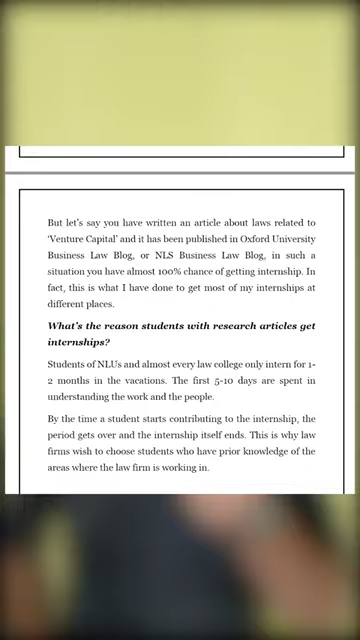 But let's say you have written an article about laws related to
'Venture Capital' and it has been published in Oxford University
Business Law Blog, or NLS Business Law Blog, in such a
situation you have almost 100% chance of getting internship. In
fact, this is what I have done to get most of my internships at
different places.
What's the reason students with research articles get
internships?
Students of NLUs and almost every law college only intern for 1-
2 months in the vacations. The first 5-10 days are spent in
understanding the work and the people.
By the time a student starts contributing to the internship, the
period gets over and the internship itself ends. This is why law
firms wish to choose students who have prior knowledge of the
areas where the law firm is working in.